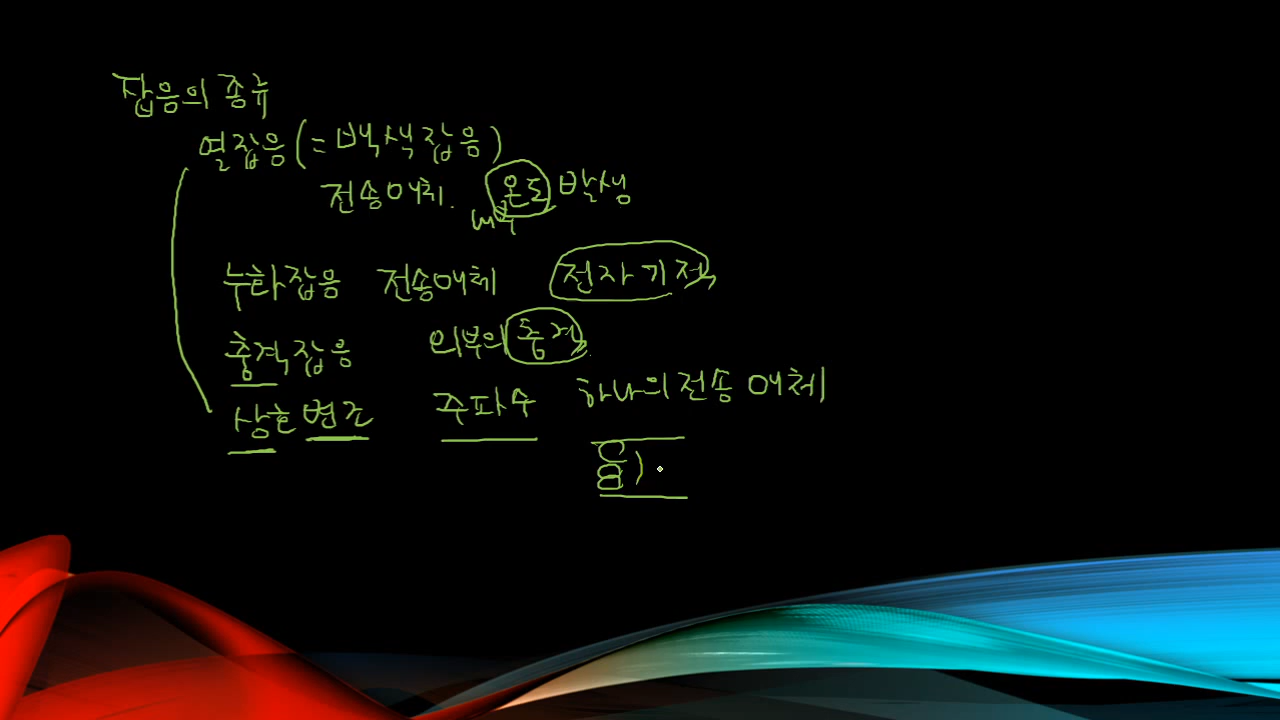 잡음의 종류
열잡음(=백색잡음)
전송매체. 온도 발생
내부
누화잡음 전송매체 전자기적
충격잡음 외부의 충격
상호변조 주파수 하나의 전송 매체